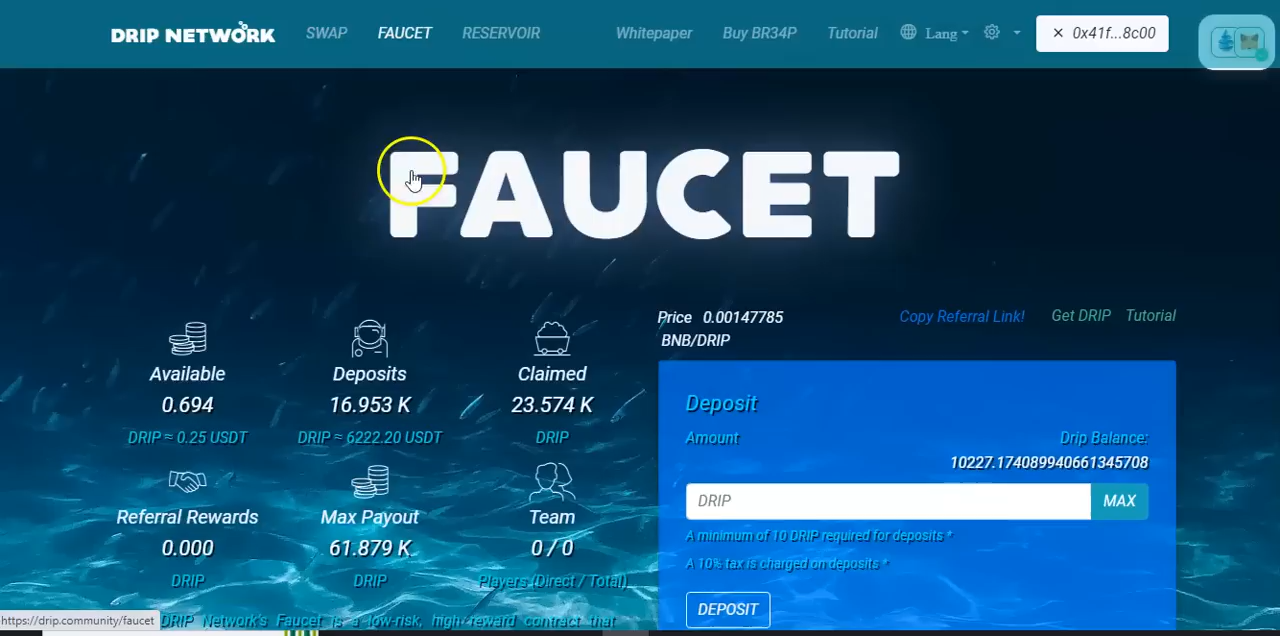 DRIP NETWORK SWAP FAUCET RESERVOIR Whitepaper Buy BR34P Tutorial Lang × 0x41f...8c00
FAUCET
Price 0.00147785
BNB/DRIP
Copy Referral Link! Get DRIP Tutorial
Available
0.694
DRIP ≈ 0.25 USDT
Deposits
16.953 K
DRIP ≈ 6222.20 USDT
Claimed
23.574 K
DRIP
Referral Rewards
0.000
DRIP
Max Payout
61.879 K
DRIP
Team
0 / 0
Players (Direct / Total)
Deposit
Amount
Drip Balance:
10227.174089940661345708
DRIP MAX
A minimum of 10 DRIP required for deposits *
A 10% tax is charged on deposits *
DEPOSIT
https://drip.community/faucet
DRIP Network's Faucet is a low-risk, high-reward contract that